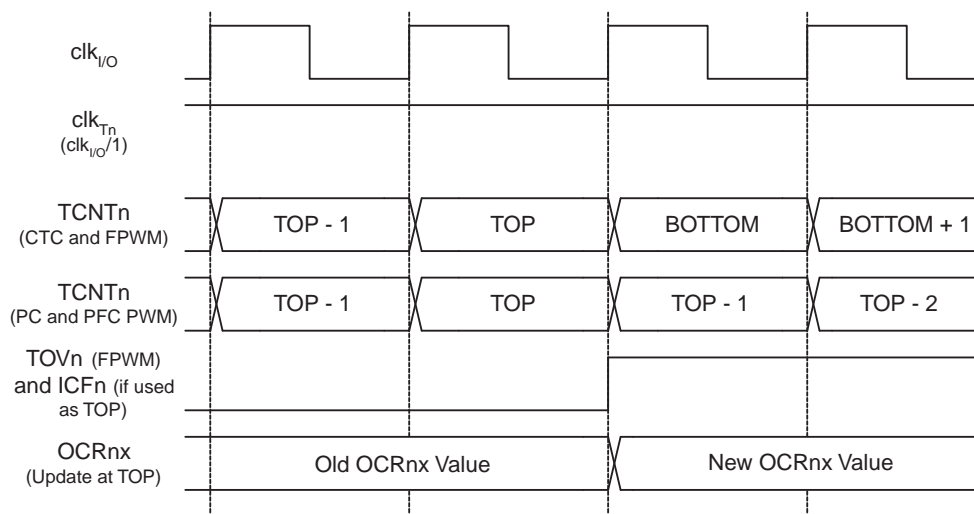 clkI/O
clkTn
(clkI/O/1)
TCNTn
(CTC and FPWM)
TOP - 1
TOP
BOTTOM
BOTTOM + 1
TCNTn
(PC and PFC PWM)
TOP - 1
TOP
TOP - 1
TOP - 2
TOVn (FPWM)
and ICFn (if used
as TOP)
OCRnx
(Update at TOP)
Old OCRnx Value
New OCRnx Value